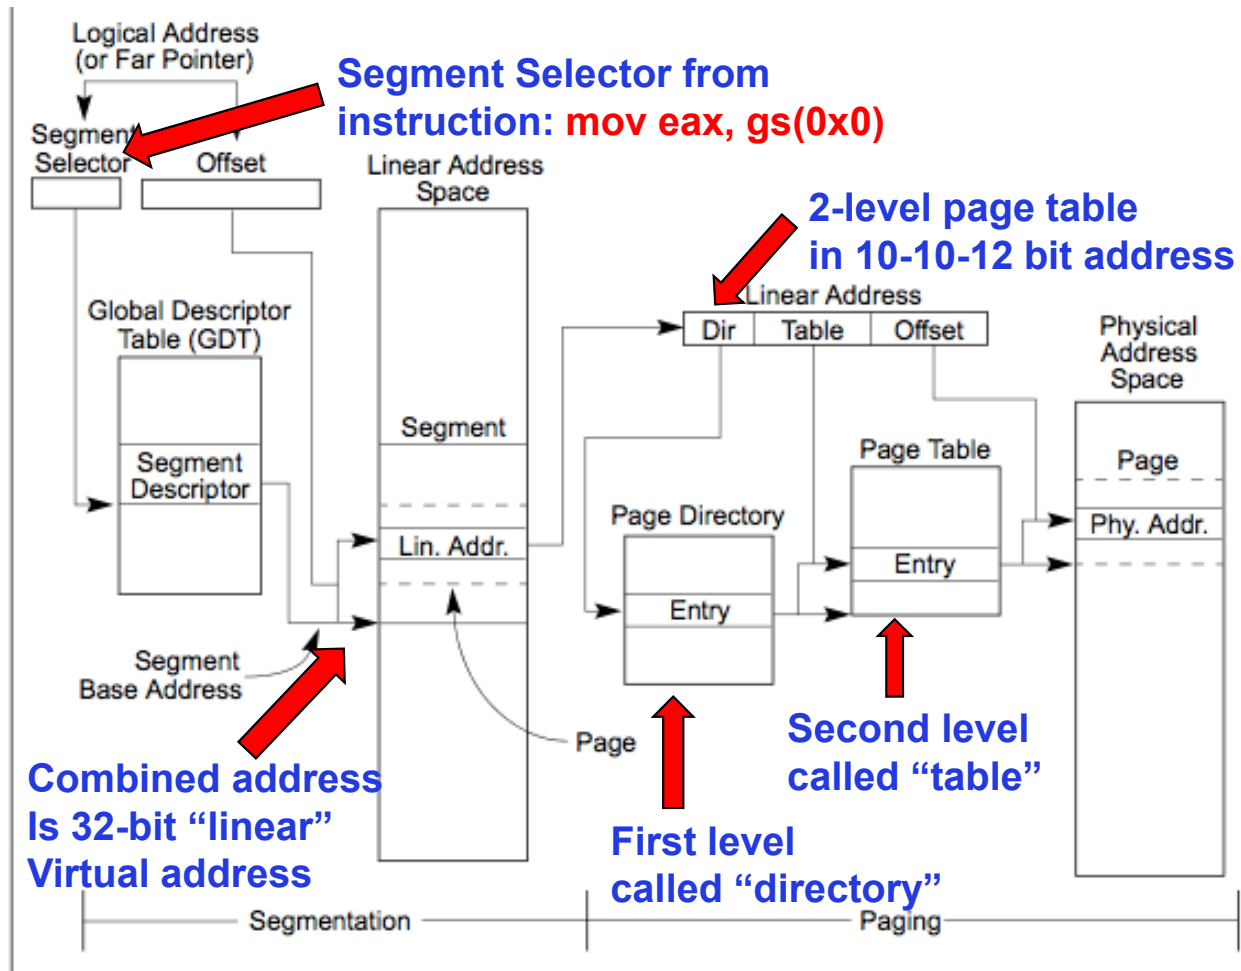 Logical Address
(or Far Pointer)
Segment Selector from
instruction: mov eax, gs(0x0)
Segment
Selector
Offset
Linear Address
Space
2-level page table
in 10-10-12 bit address
Global Descriptor
Table (GDT)
Linear Address
Dir
Table
Offset
Physical
Address
Space
Segment
Segment
Descriptor
Page Table
Page
Page Directory
Lin. Addr.
Phy. Addr.
Entry
Entry
Segment
Base Address
Page
Second level
called “table”
Combined address
Is 32-bit “linear”
Virtual address
First level
called “directory”
Segmentation
Paging